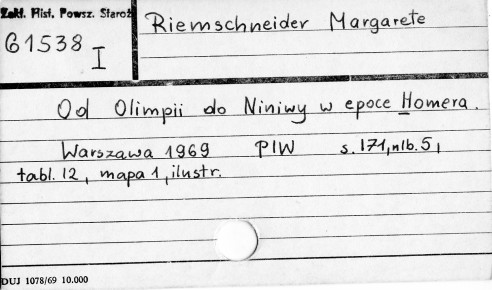 Zakł. Hist. Powsz. Staroż
61538
I
Riemschneider Margarete
Od Olimpii do Niniwy w epoce Homera.
Warszawa 1969 PIW s. 171, nlb. 5,
tabl. 12, mapa 1, ilustr.
DUJ 1078/69 10.000